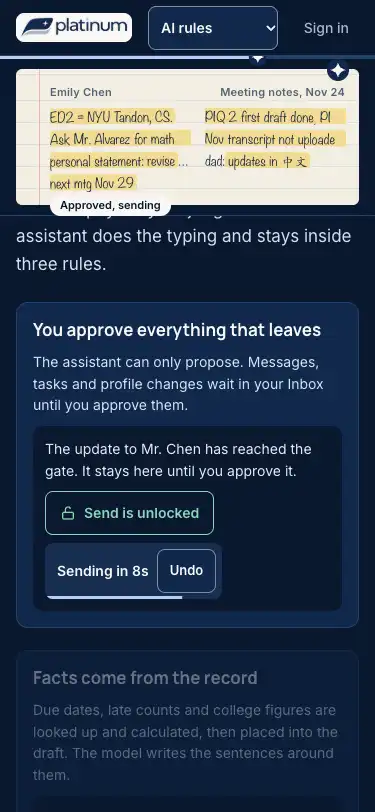 platinum
AI rules
Sign in
Emily Chen
Meeting notes, Nov 24
ED2 = NYU Tandon, CS.
Ask Mr. Alvarez for math
personal statement: revise ...
next mtg Nov 29
PIQ 2 first draft done, PI
Nov transcript not uploade
dad: updates in 中文
Approved, sending
assistant does the typing and stays inside
three rules.
You approve everything that leaves
The assistant can only propose. Messages,
tasks and profile changes wait in your Inbox
until you approve them.
The update to Mr. Chen has reached the
gate. It stays here until you approve it.
Send is unlocked
Sending in 8s
Undo
Facts come from the record
Due dates, late counts and college figures are
looked up and calculated, then placed into the
draft. The model writes the sentences around
them.